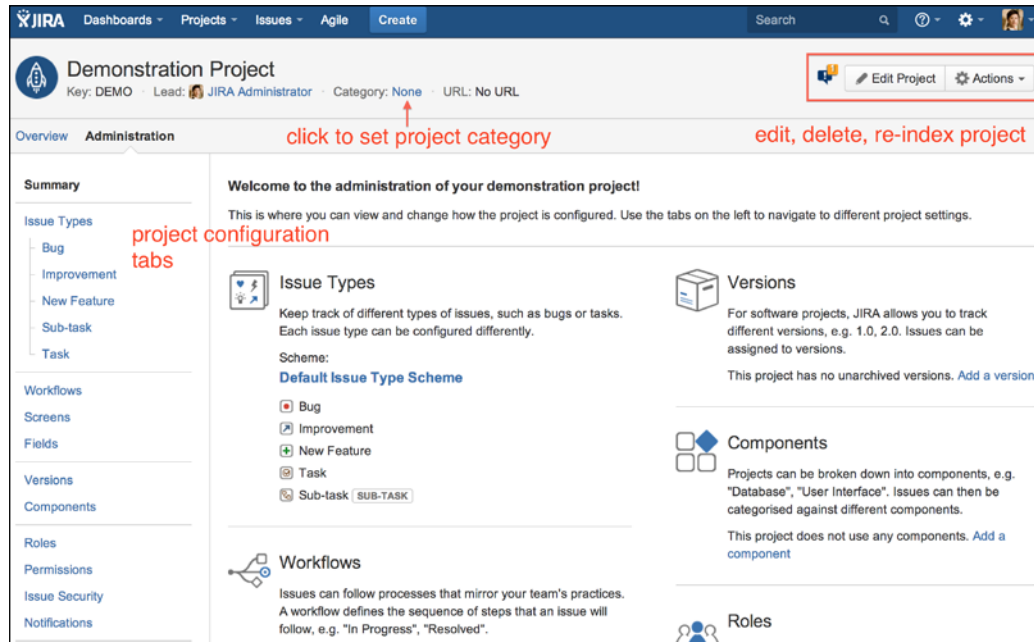 JIRA Dashboards Projects Issues Agile Create Search
Demonstration Project
Key: DEMO · Lead: JIRA Administrator · Category: None · URL: No URL
Edit Project Actions
click to set project category
edit, delete, re-index project
Overview Administration
Summary
Issue Types
Bug
Improvement
New Feature
Sub-task
Task
Workflows
Screens
Fields
Versions
Components
Roles
Permissions
Issue Security
Notifications
project configuration
tabs
Welcome to the administration of your demonstration project!
This is where you can view and change how the project is configured. Use the tabs on the left to navigate to different project settings.
Issue Types
Keep track of different types of issues, such as bugs or tasks.
Each issue type can be configured differently.
Scheme:
Default Issue Type Scheme
Bug
Improvement
New Feature
Task
Sub-task SUB-TASK
Workflows
Issues can follow processes that mirror your team's practices.
A workflow defines the sequence of steps that an issue will
follow, e.g. "In Progress", "Resolved".
Versions
For software projects, JIRA allows you to track
different versions, e.g. 1.0, 2.0. Issues can be
assigned to versions.
This project has no unarchived versions. Add a version
Components
Projects can be broken down into components, e.g.
"Database", "User Interface". Issues can then be
categorised against different components.
This project does not use any components. Add a
component
Roles